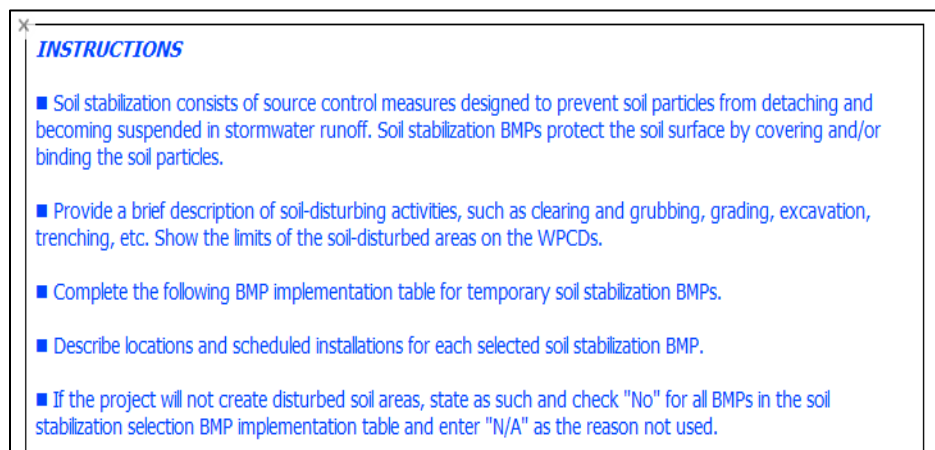 INSTRUCTIONS
■ Soil stabilization consists of source control measures designed to prevent soil particles from detaching and
becoming suspended in stormwater runoff. Soil stabilization BMPs protect the soil surface by covering and/or
binding the soil particles.
■ Provide a brief description of soil-disturbing activities, such as clearing and grubbing, grading, excavation,
trenching, etc. Show the limits of the soil-disturbed areas on the WPCDs.
■ Complete the following BMP implementation table for temporary soil stabilization BMPs.
■ Describe locations and scheduled installations for each selected soil stabilization BMP.
■ If the project will not create disturbed soil areas, state as such and check "No" for all BMPs in the soil
stabilization selection BMP implementation table and enter "N/A" as the reason not used.